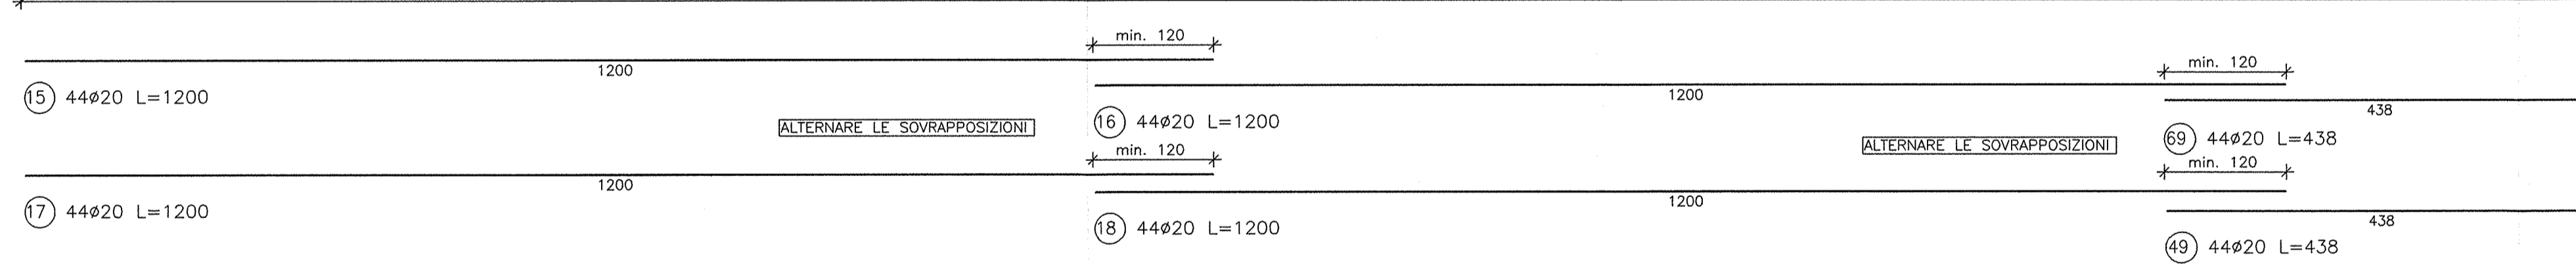 min. 120
1200
min. 120
15 44ø20 L=1200
1200
438
16 44ø20 L=1200
ALTERNARE LE SOVRAPPOSIZIONI
69 44ø20 L=438
ALTERNARE LE SOVRAPPOSIZIONI
min. 120
min. 120
1200
1200
17 44ø20 L=1200
438
18 44ø20 L=1200
49 44ø20 L=438